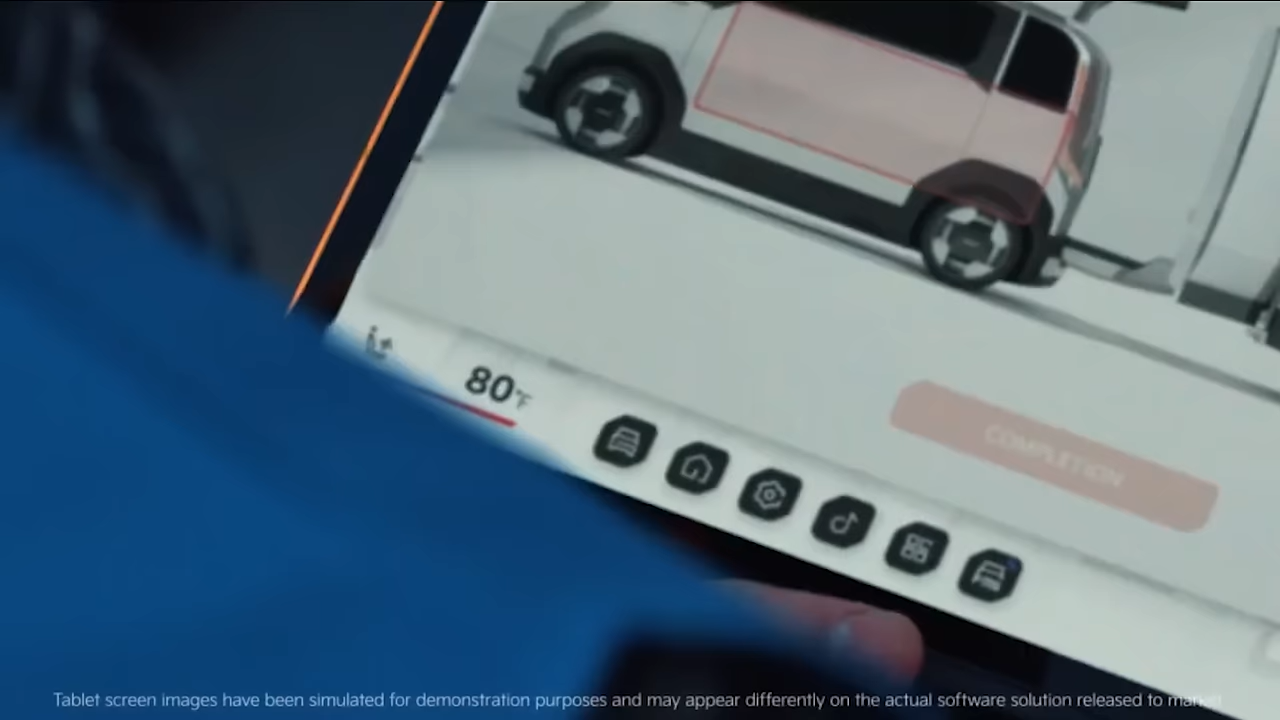 80°F
COMPLETION
Tablet screen images have been simulated for demonstration purposes and may appear differently on the actual software solution released to market